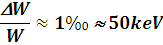 ΔW/W ≈ 1‰ ≈ 50keV